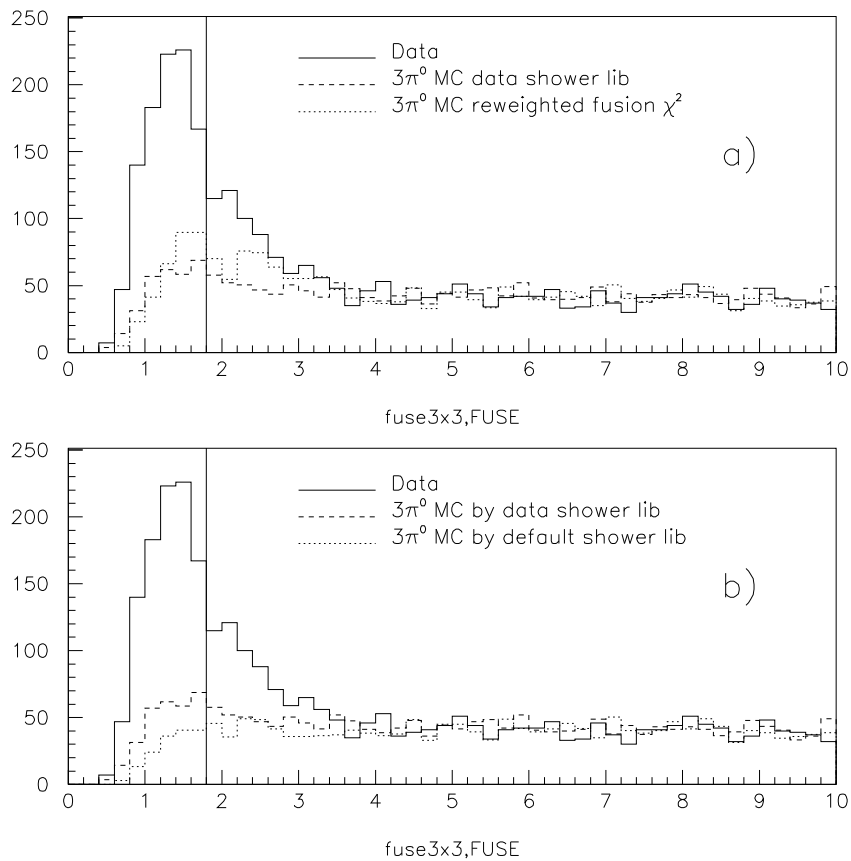 250
200
150
100
50
0
Data
3π⁰ MC data shower lib
3π⁰ MC reweighted fusion χ²
a)
0 1 2 3 4 5 6 7 8 9 10
fuse3x3,FUSE
250
200
150
100
50
0
Data
3π⁰ MC by data shower lib
3π⁰ MC by default shower lib
b)
0 1 2 3 4 5 6 7 8 9 10
fuse3x3,FUSE